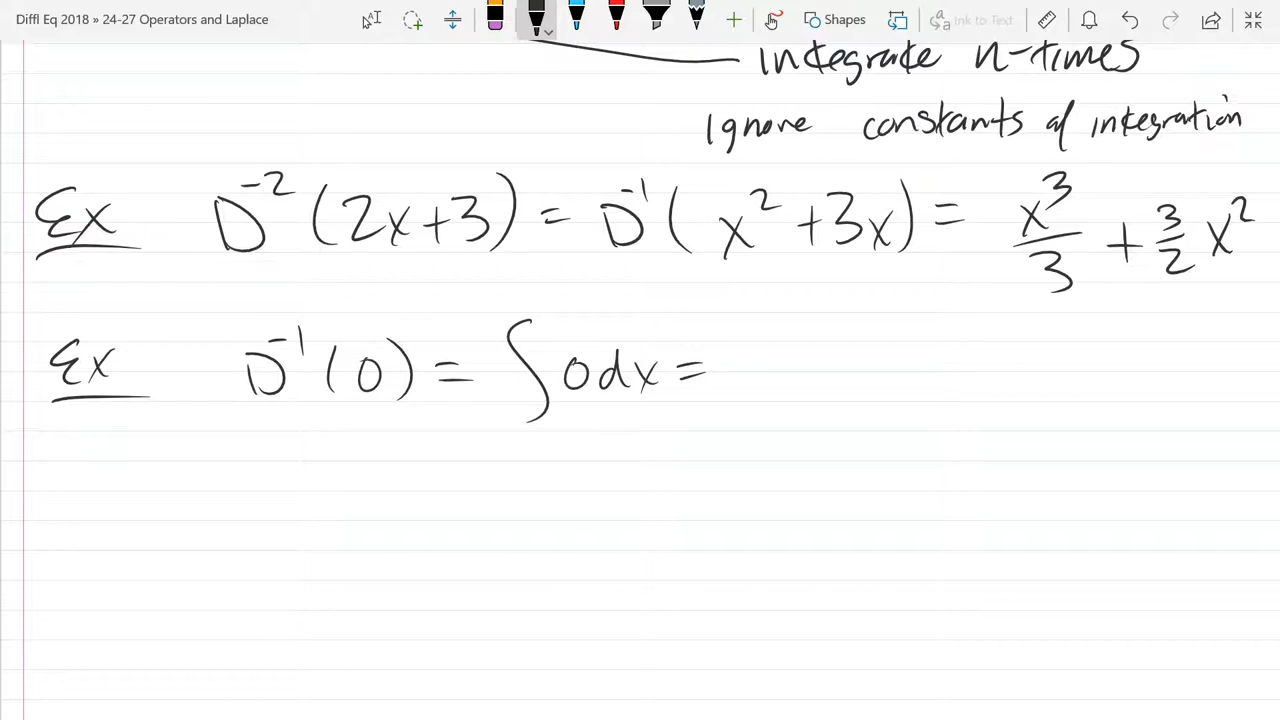 Diffl Eq 2018 » 24-27 Operators and Laplace
Shapes
Ink to Text
integrate n-times
Ignore constants of integration
Ex D⁻²(2x+3) = D⁻¹(x²+3x) = x³/3 + 3/2 x²
Ex D⁻¹(0) = ∫0dx =